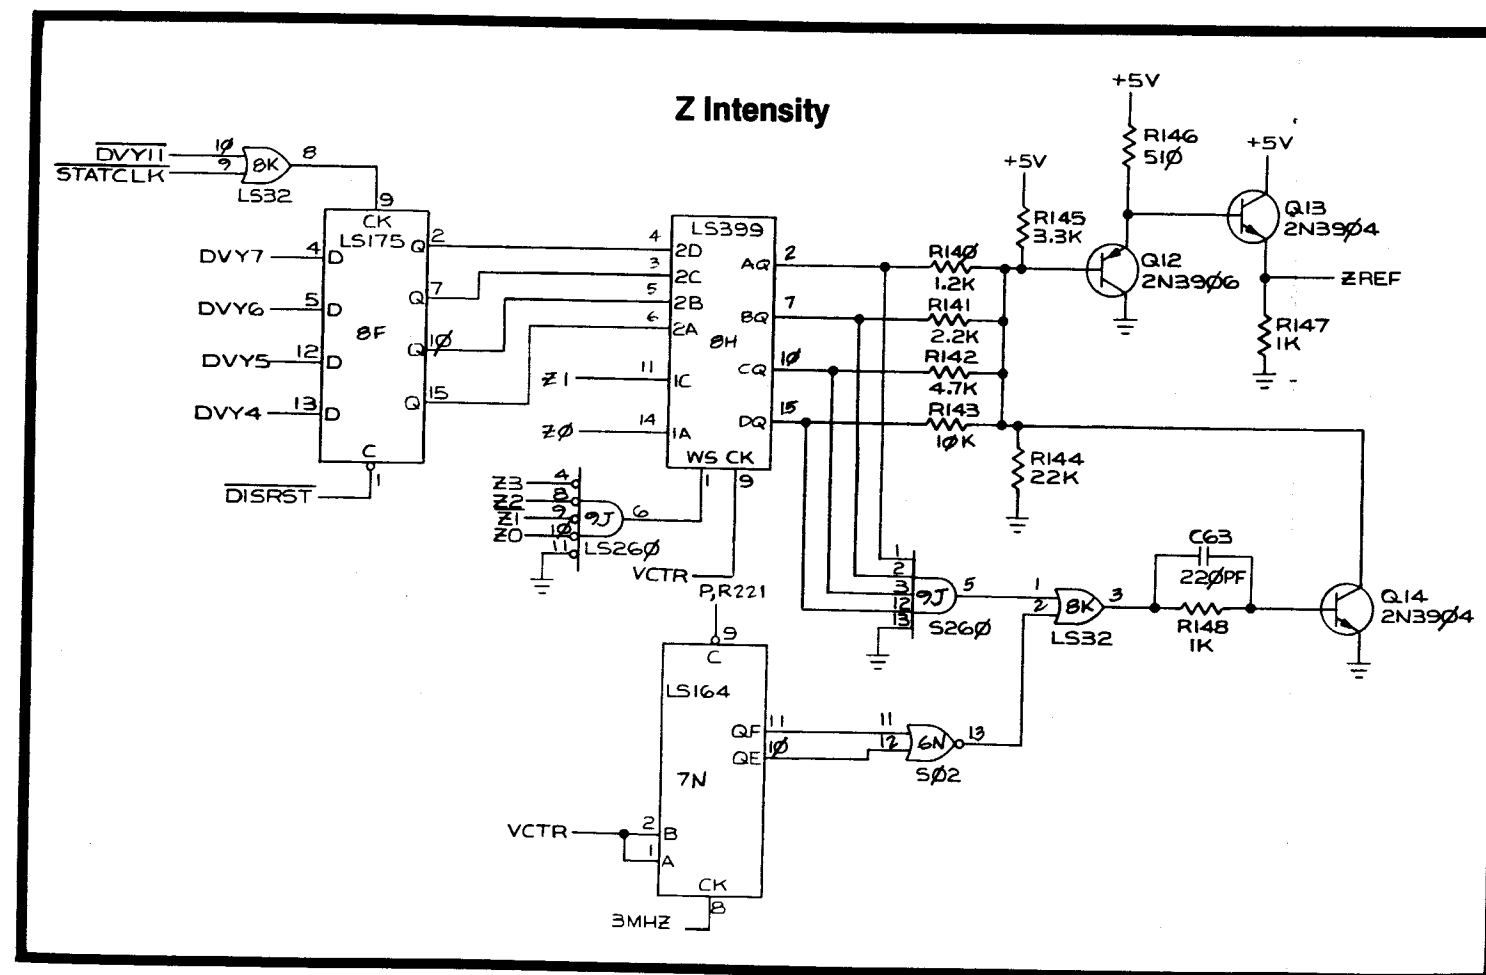 Z Intensity
DVY11 10
STATCLK 9
8K 8
LS32
9
CK
LS175
DVY7 4 D
Q 2
DVY6 5 D
Q 7
8F
DVY5 12 D
Q 10
DVY4 13 D
Q 15
C
1
DISRST
LS399
4 2D
3 2C
5 2B
6 2A
8H
Z1 11 1C
ZØ 14 1A
WS CK
1 9
AQ 2
BQ 7
CQ 1Ø
DQ 15
Z3 4
Z2 8
Z1 9
Z0 1Ø
11
9J 6
LS26Ø
VCTR
R14Ø
1.2K
R141
2.2K
R142
4.7K
R143
1ØK
+5V
R145
3.3K
R144
22K
+5V
R146
51Ø
Q12
2N39Ø6
+5V
Q13
2N39Ø4
ZREF
R147
1K
1
2
3
12
13
9J 5
S26Ø
1
2
8K 3
LS32
C63
22ØPF
R148
1K
Q14
2N39Ø4
P,R221
9
C
LS164
QF 11
QE 1Ø
7N
VCTR 2 B
1 A
CK
8
3MHZ
11
12
6N 13
SØ2